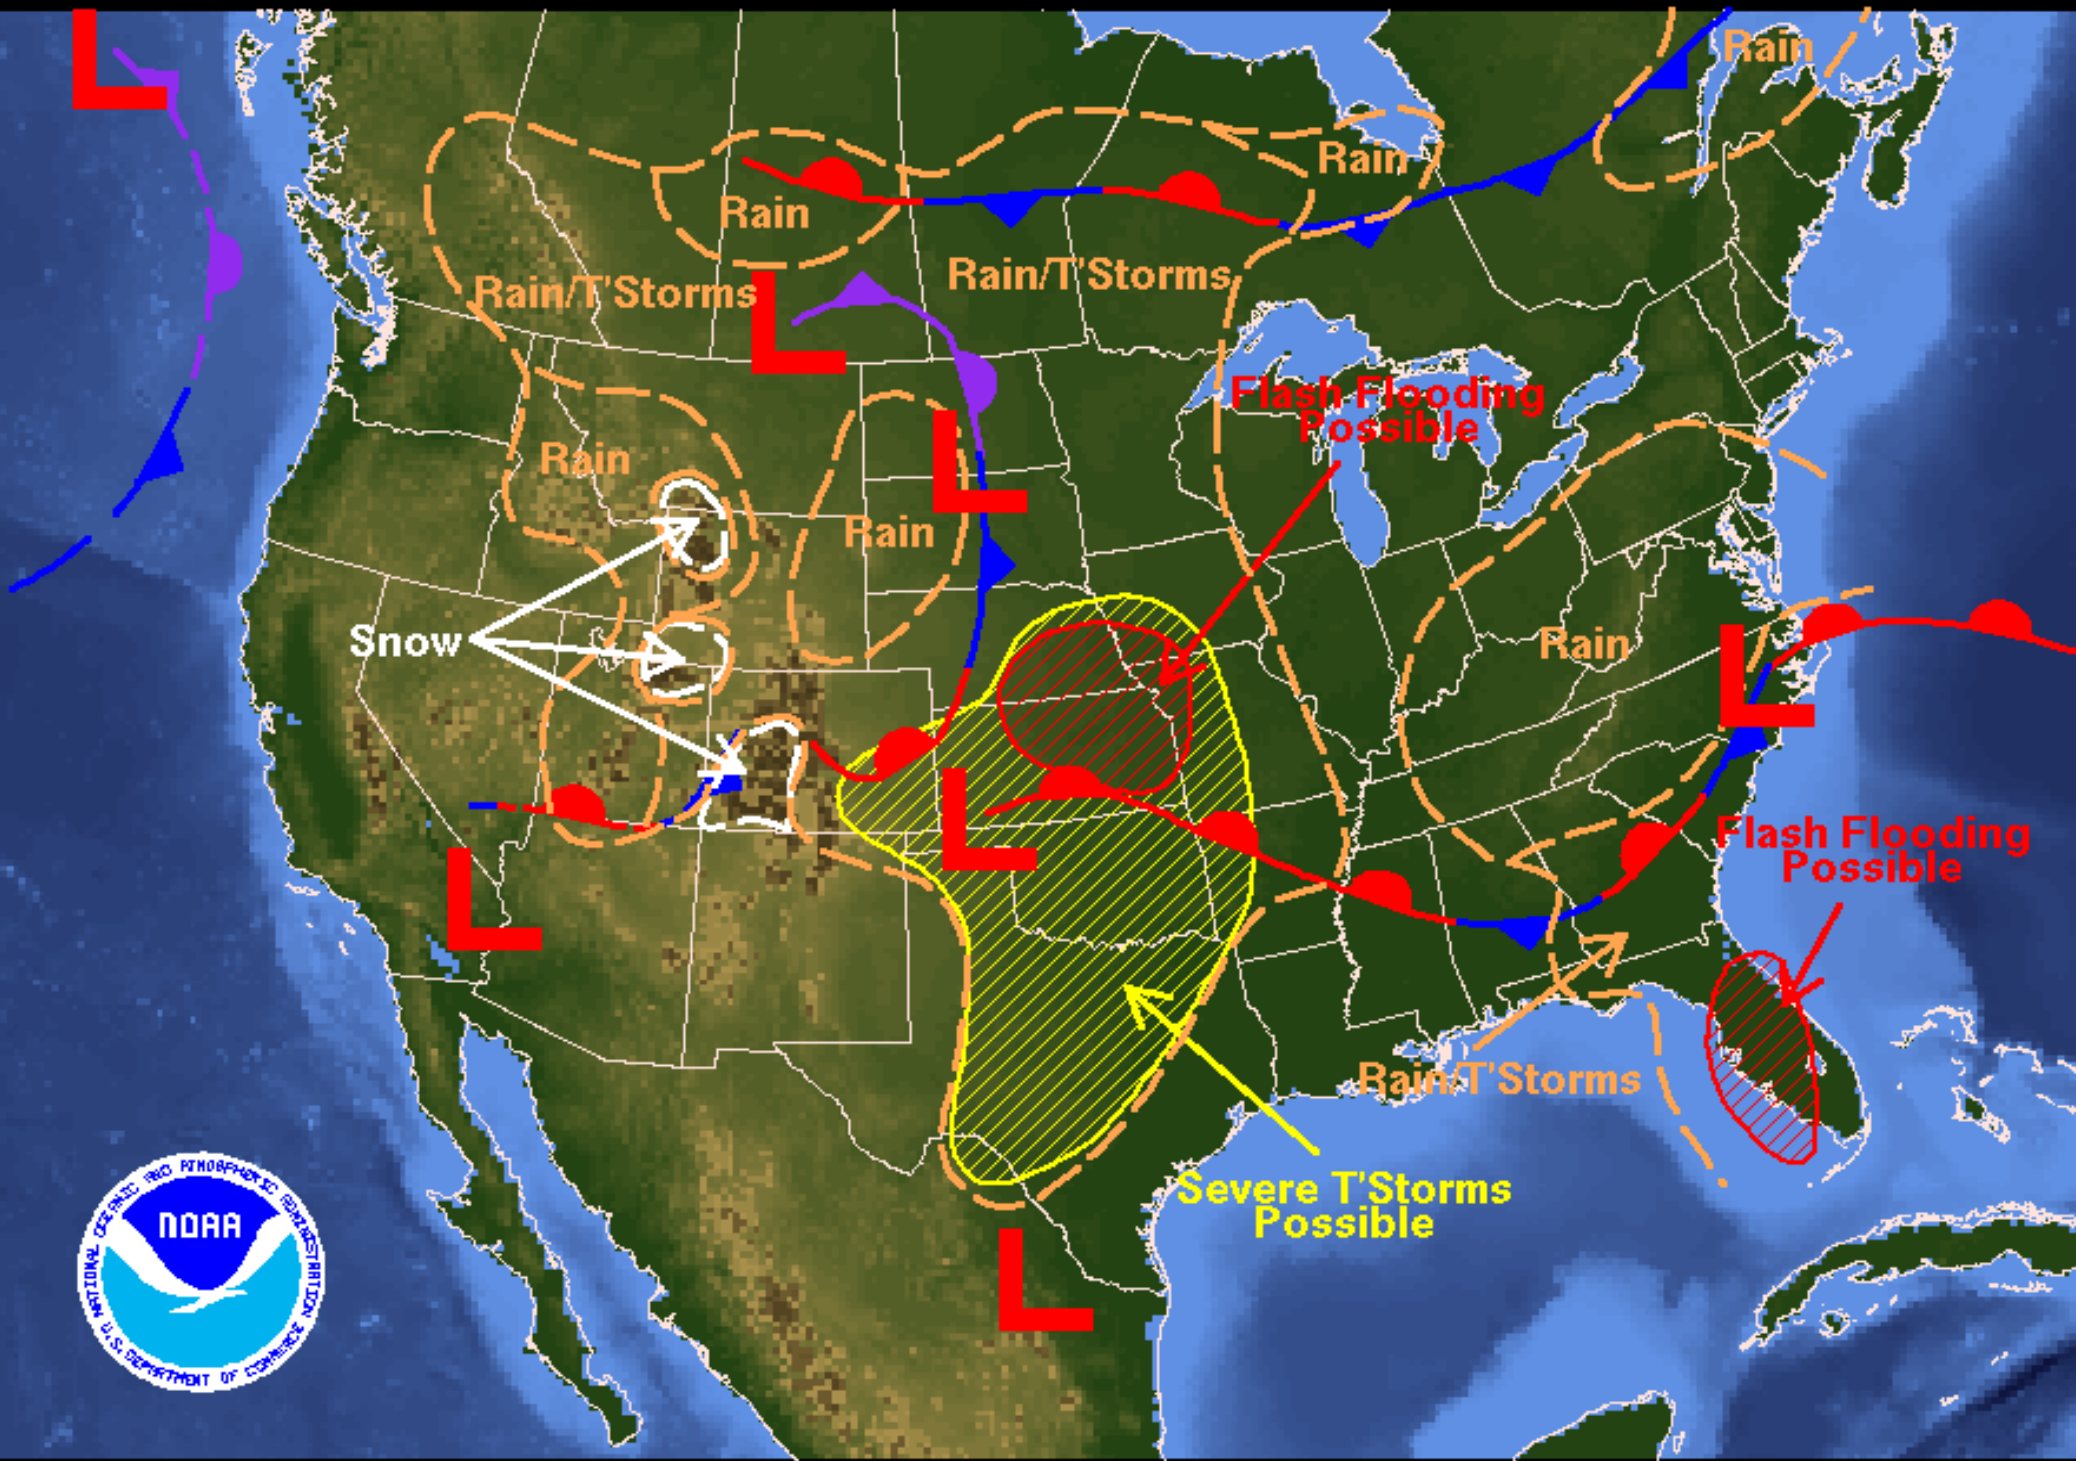 Rain
Rain
Rain
Rain/T'Storms
Rain/T'Storms
Flash Flooding
Possible
Rain
Rain
Snow
Rain
Flash Flooding
Possible
Rain/T'Storms
Severe T'Storms
Possible
L
L
L
L
L
L
L
NOAA
NATIONAL OCEANIC AND ATMOSPHERIC ADMINISTRATION
U.S. DEPARTMENT OF COMMERCE